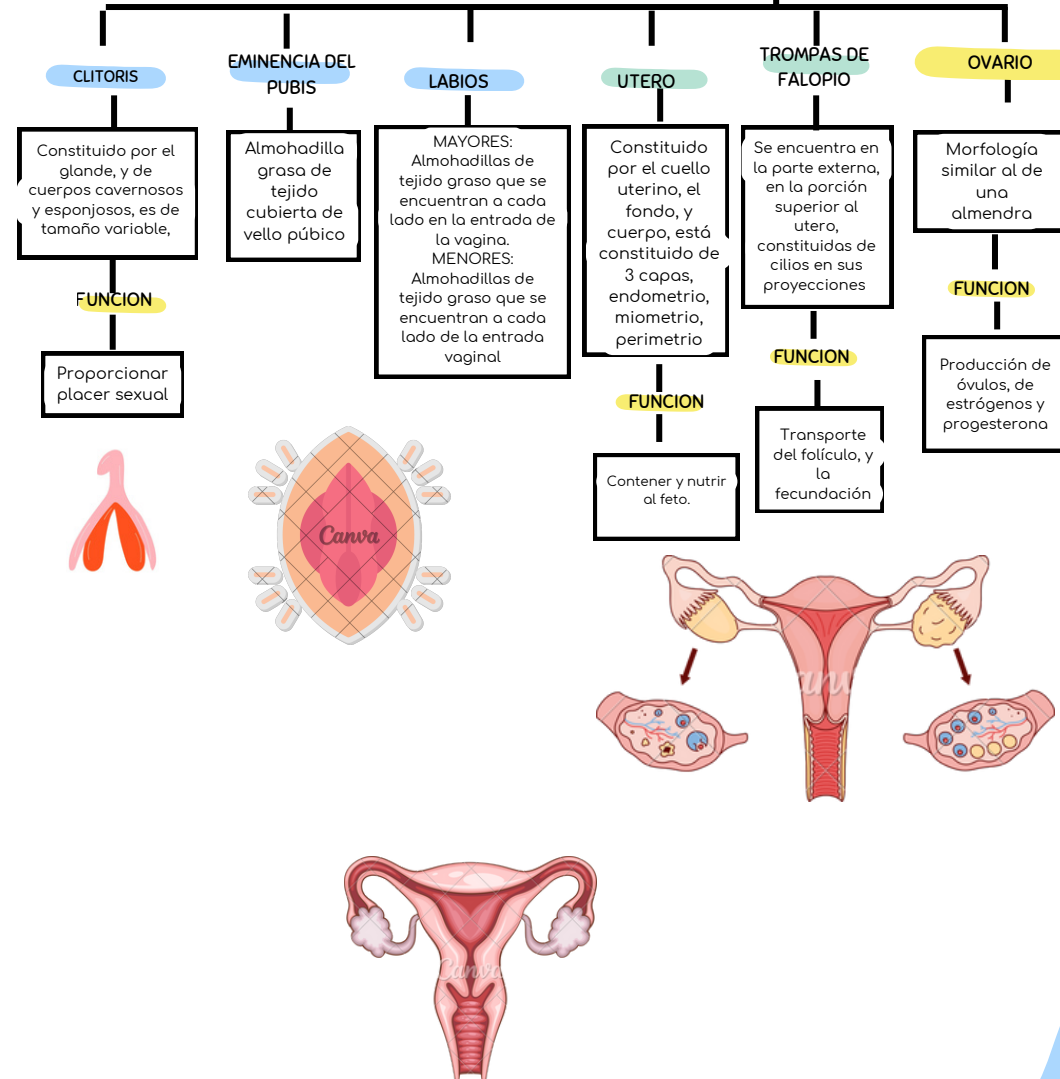 CLITORIS
Constituido por el
glande, y de
cuerpos cavernosos
y esponjosos, es de
tamaño variable,
FUNCION
Proporcionar
placer sexual
EMINENCIA DEL
PUBIS
Almohadilla
grasa de
tejido
cubierta de
vello púbico
LABIOS
MAYORES:
Almohadillas de
tejido graso que se
encuentran a cada
lado en la entrada de
la vagina.
MENORES:
Almohadillas de
tejido graso que se
encuentran a cada
lado de la entrada
vaginal
UTERO
Constituido
por el cuello
uterino, el
fondo, y
cuerpo, está
constituido de
3 capas,
endometrio,
miometrio,
perimetrio
FUNCION
Contener y nutrir
al feto.
TROMPAS DE
FALOPIO
Se encuentra en
la parte externa,
en la porción
superior al
utero,
constituidas de
cilios en sus
proyecciones
FUNCION
Transporte
del folículo, y
la
fecundación
OVARIO
Morfología
similar al de
una
almendra
FUNCION
Producción de
óvulos, de
estrógenos y
progesterona
Canva
anv
Canva